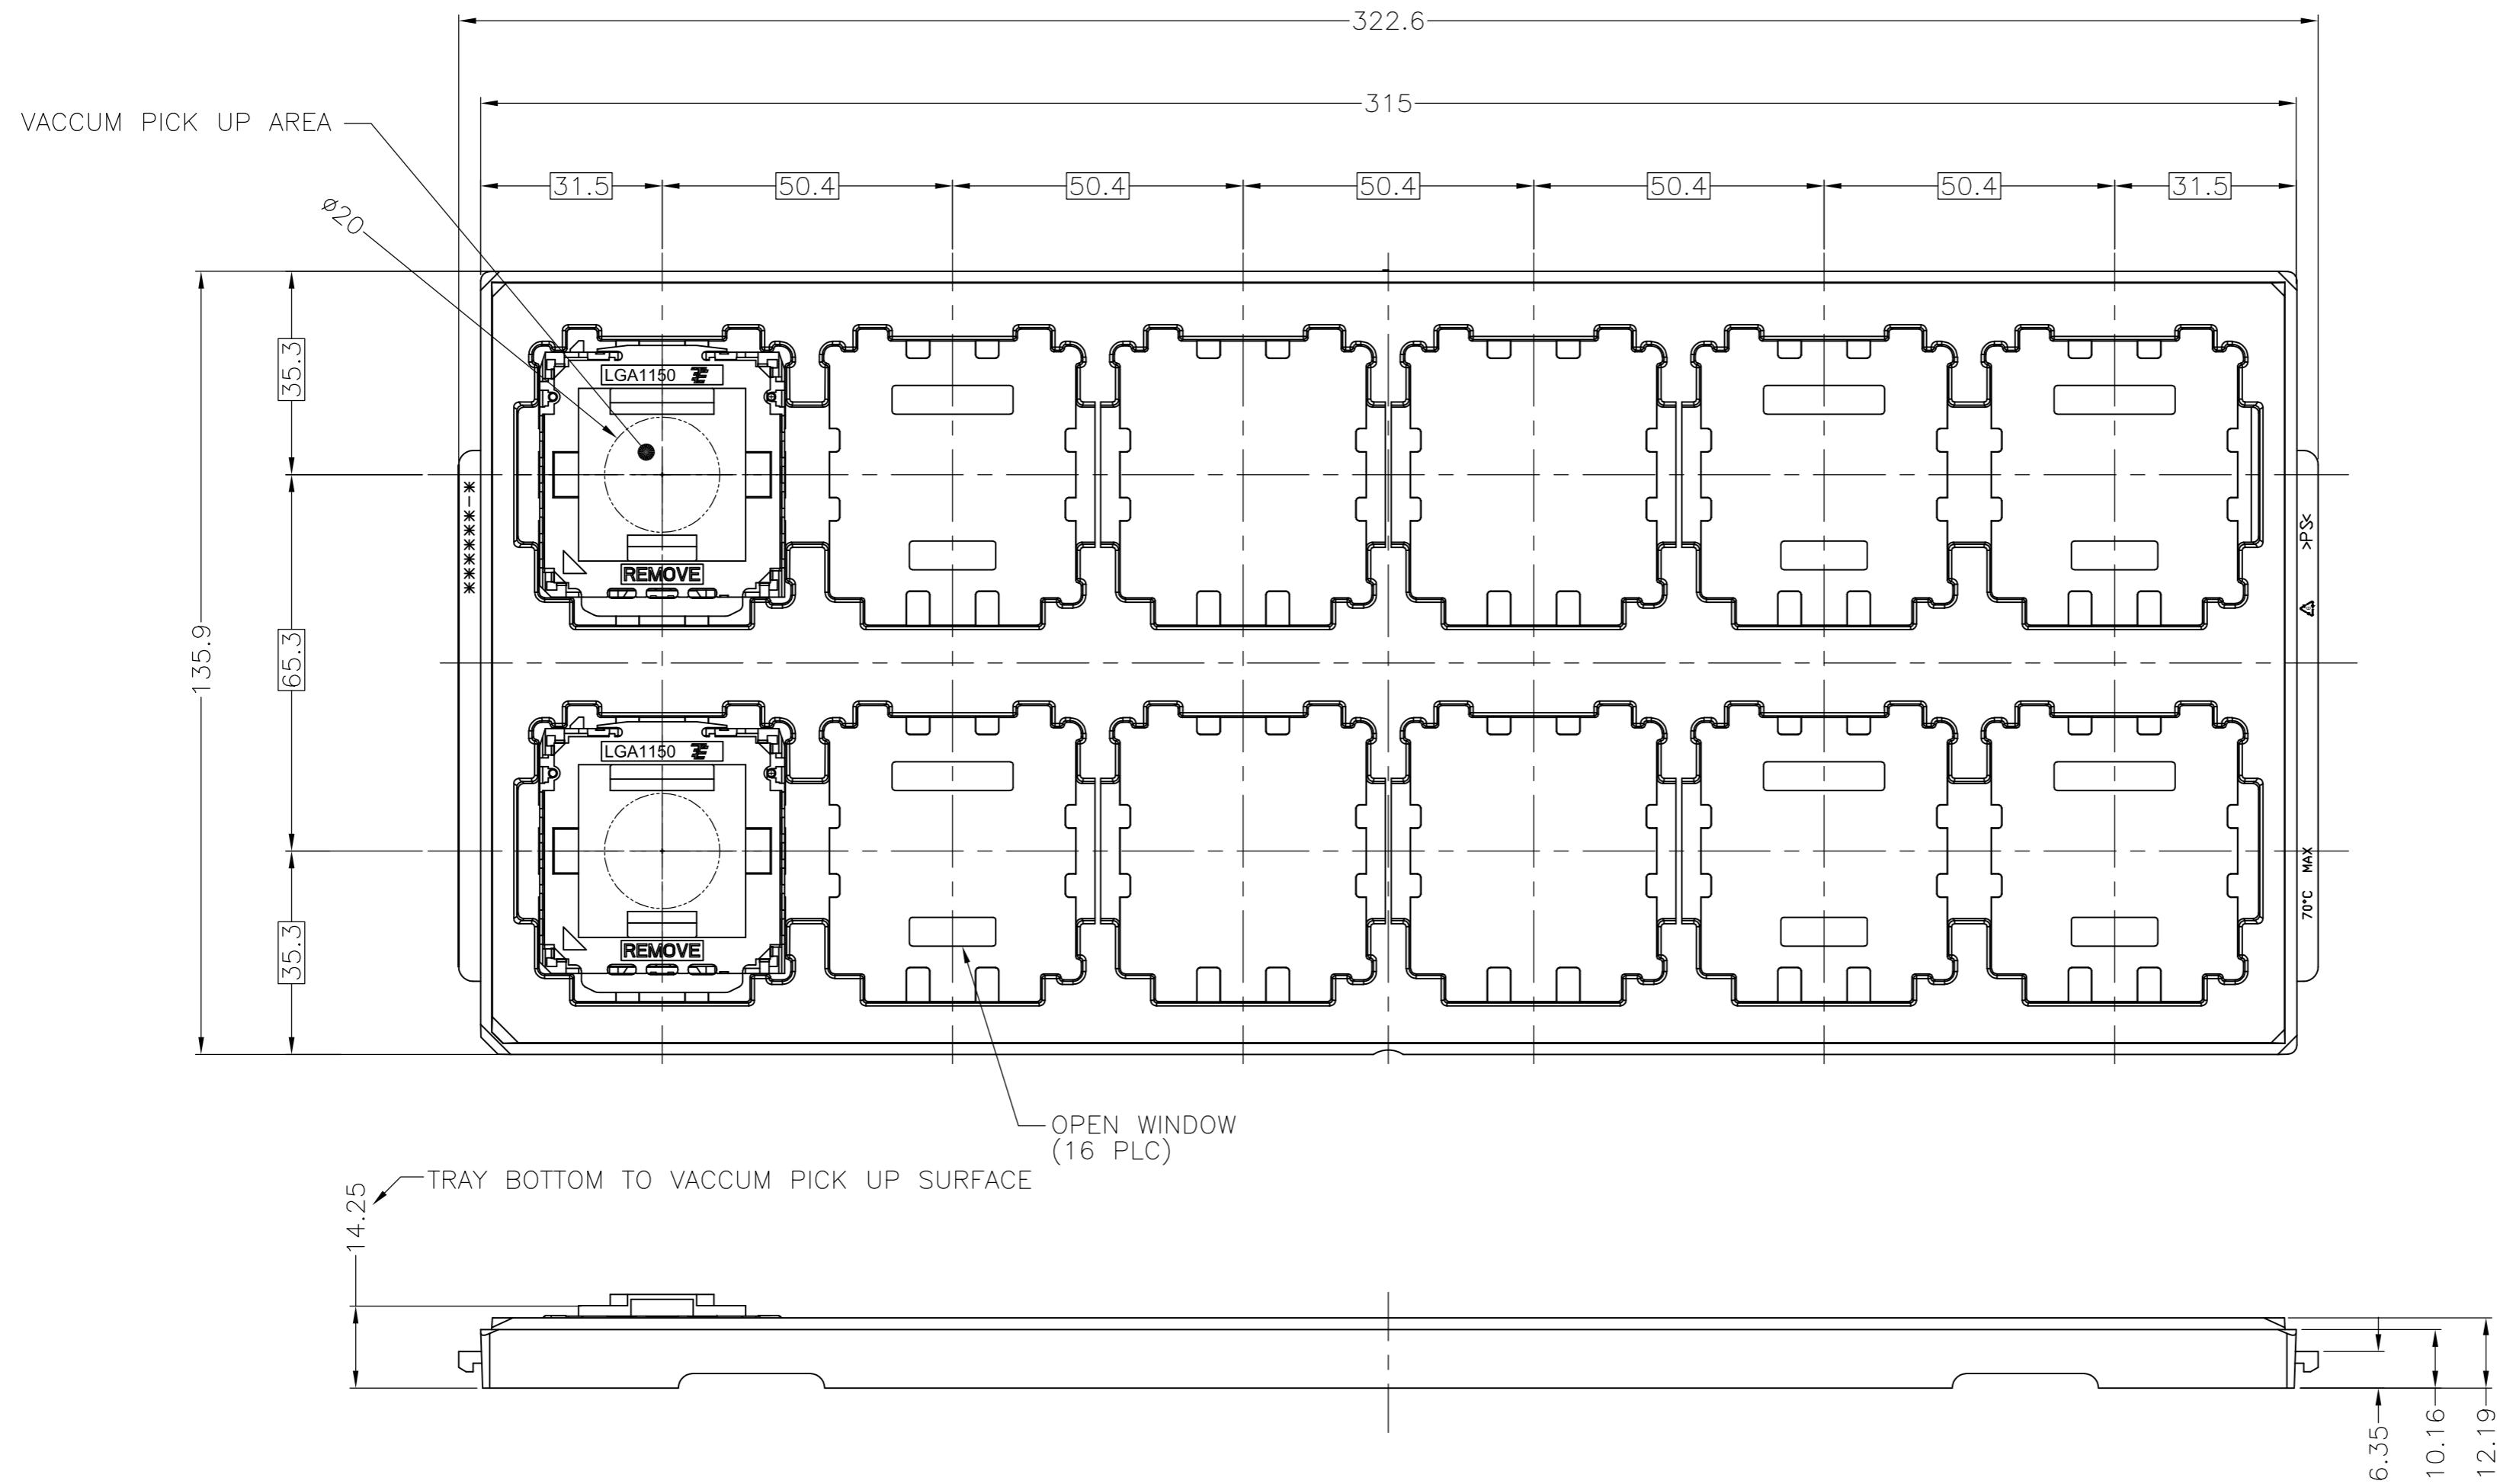 322.6
315
VACCUM PICK UP AREA
31.5 50.4 50.4 50.4 50.4 50.4 31.5
ø20
35.3
65.3
35.3
135.9
LGA1150
REMOVE
LGA1150
REMOVE
*******-*
>PS<
70°C MAX
OPEN WINDOW
(16 PLC)
TRAY BOTTOM TO VACCUM PICK UP SURFACE
14.25
6.35
10.16
12.19